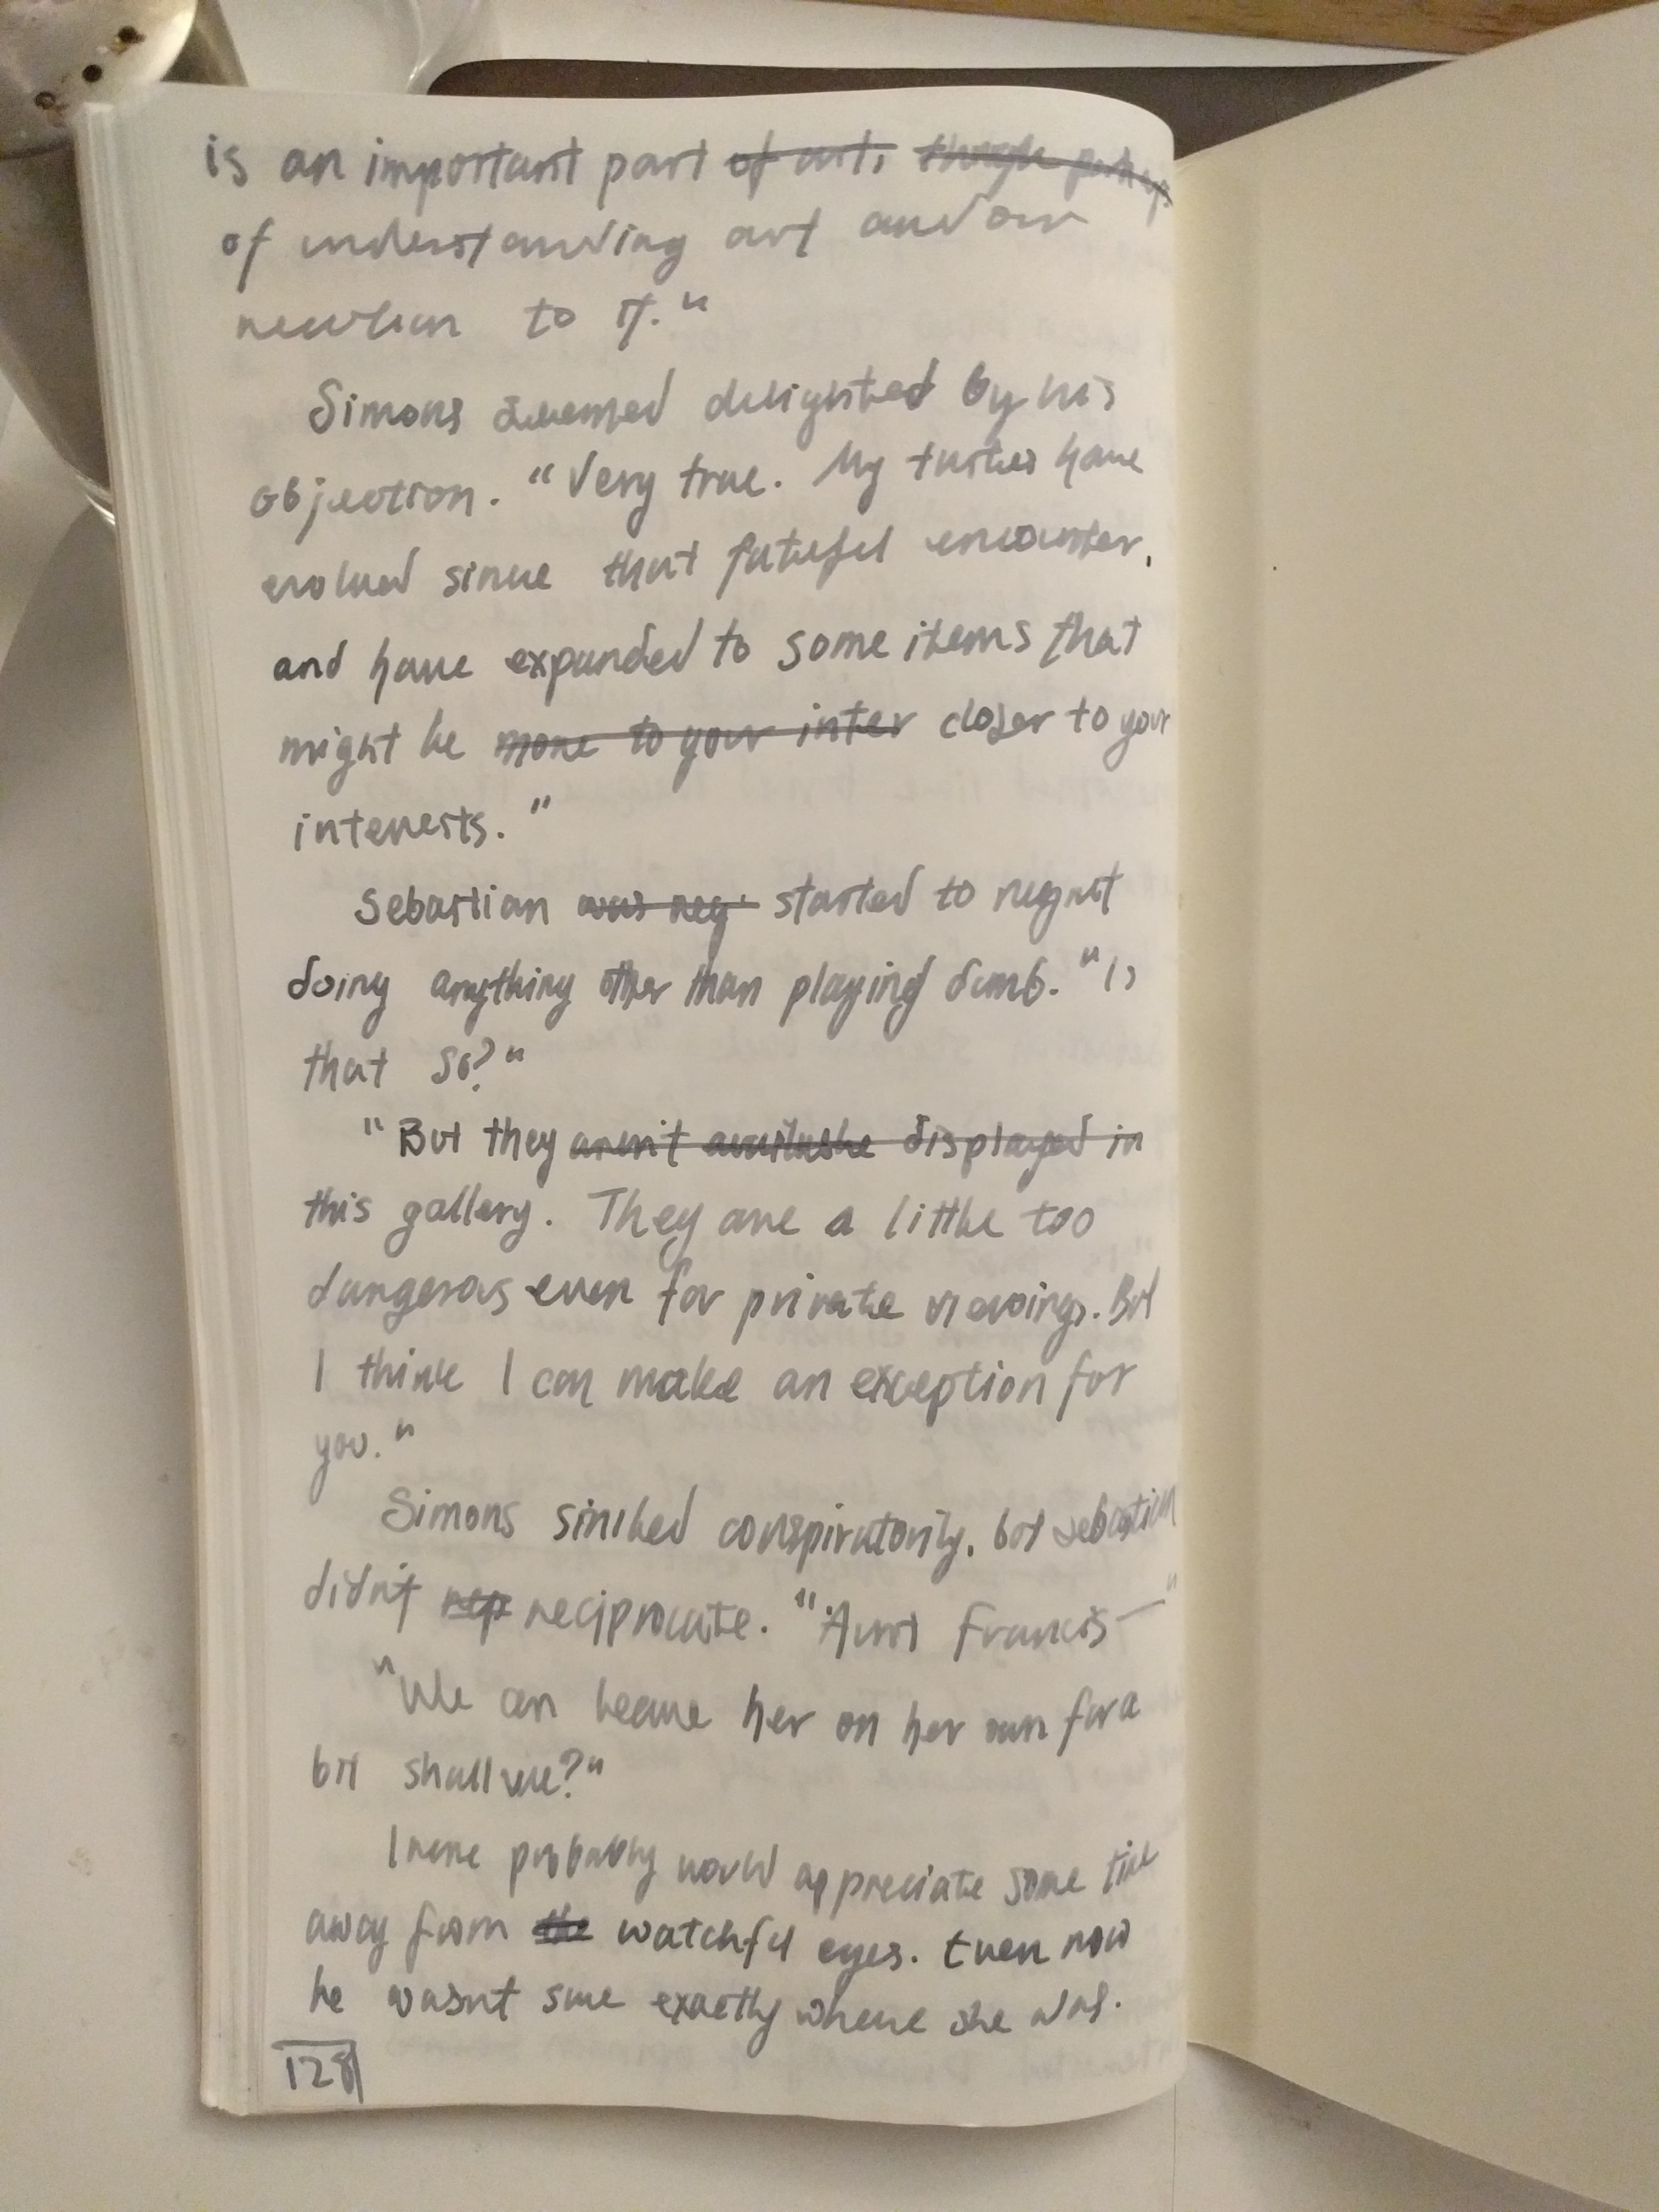 is an important part of art, though perhaps
of understanding art and our
reaction to it."
Simons seemed delighted by his
objection. "Very true. My tastes have
evolved since that fateful encounter,
and have expanded to some items that
might be more to your inter closer to your
interests."
Sebastian was reg started to regret
doing anything other than playing dumb. "Is
that so?"
"But they aren't available displayed in
this gallery. They are a little too
dangerous even for private viewings. But
I think I can make an exception for
you."
Simons smiled conspiratorily, but Sebastian
didn't rep reciprocate. "Aunt Francis—"
"We can leave her on her own for a
bit shall we?"
Irene probably would appreciate some time
away from the watchful eyes. Even now
he wasn't sure exactly where she was.
128